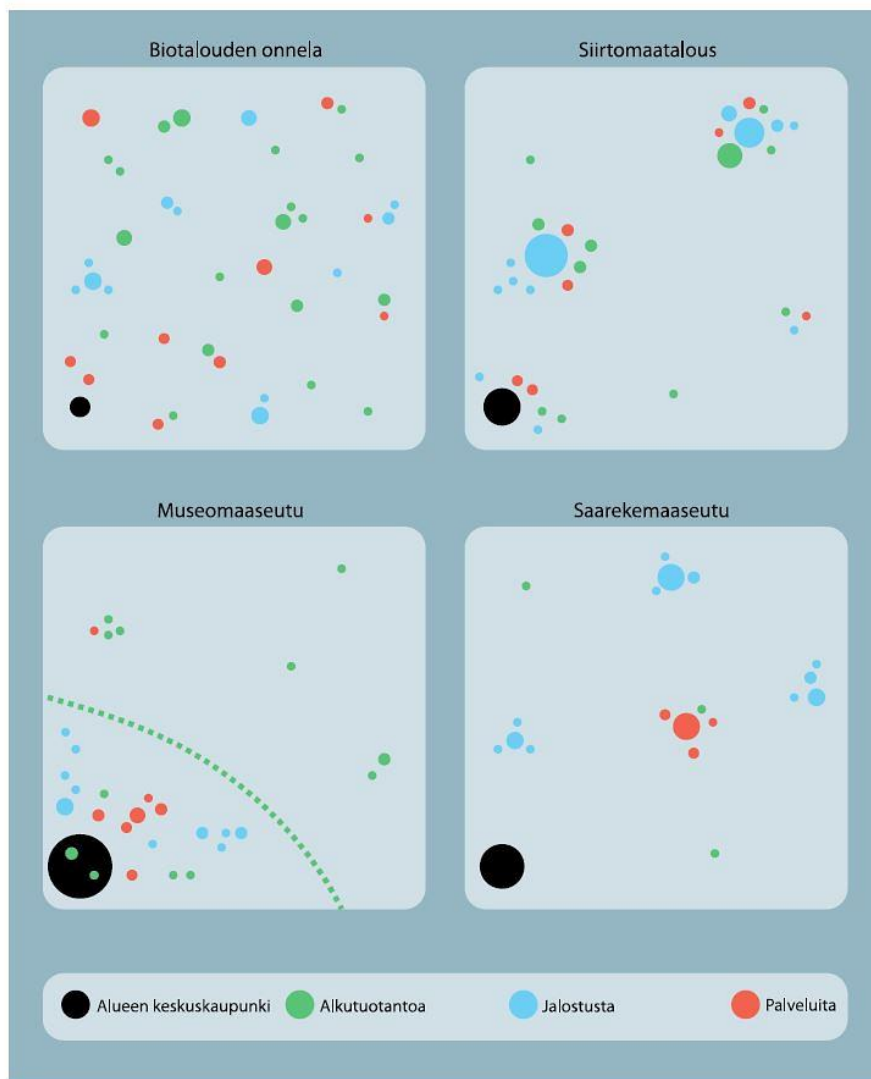 Biotalouden onnela
Siirtomaatalous
Museomaaseutu
Saarekemaaseutu
Alueen keskuskaupunki
Alkutuotantoa
Jalostusta
Palveluita